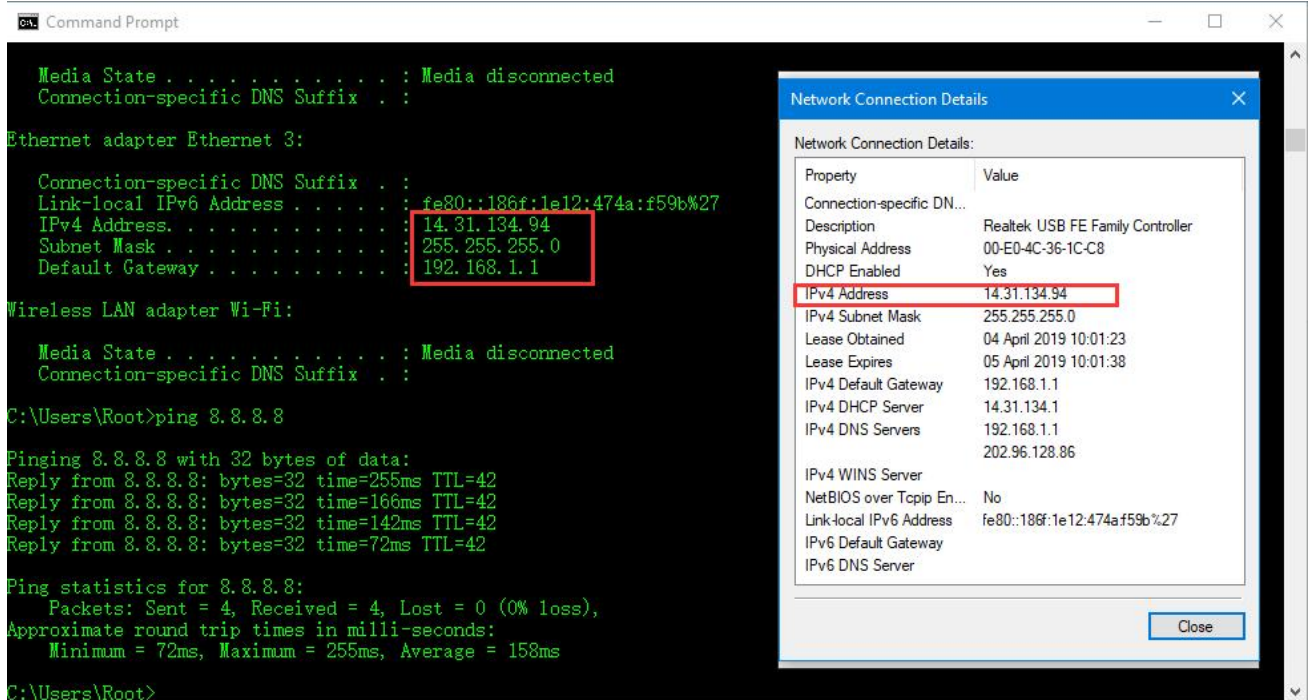 Command Prompt
Media State . . . . . . . . . . . : Media disconnected
Connection-specific DNS Suffix  . :
Ethernet adapter Ethernet 3:
Connection-specific DNS Suffix  . :
Link-local IPv6 Address . . . . . : fe80::186f:1e12:474a:f59b%27
IPv4 Address. . . . . . . . . . . : 14.31.134.94
Subnet Mask . . . . . . . . . . . : 255.255.255.0
Default Gateway . . . . . . . . . : 192.168.1.1
Wireless LAN adapter Wi-Fi:
Media State . . . . . . . . . . . : Media disconnected
Connection-specific DNS Suffix  . :
C:\Users\Root>ping 8.8.8.8
Pinging 8.8.8.8 with 32 bytes of data:
Reply from 8.8.8.8: bytes=32 time=255ms TTL=42
Reply from 8.8.8.8: bytes=32 time=166ms TTL=42
Reply from 8.8.8.8: bytes=32 time=142ms TTL=42
Reply from 8.8.8.8: bytes=32 time=72ms TTL=42
Ping statistics for 8.8.8.8:
Packets: Sent = 4, Received = 4, Lost = 0 (0% loss),
Approximate round trip times in milli-seconds:
Minimum = 72ms, Maximum = 255ms, Average = 158ms
C:\Users\Root>
Network Connection Details
Network Connection Details:
Property Value
Connection-specific DN...
Description Realtek USB FE Family Controller
Physical Address 00-E0-4C-36-1C-C8
DHCP Enabled Yes
IPv4 Address 14.31.134.94
IPv4 Subnet Mask 255.255.255.0
Lease Obtained 04 April 2019 10:01:23
Lease Expires 05 April 2019 10:01:38
IPv4 Default Gateway 192.168.1.1
IPv4 DHCP Server 14.31.134.1
IPv4 DNS Servers 192.168.1.1
202.96.128.86
IPv4 WINS Server
NetBIOS over Tcpip En... No
Link-local IPv6 Address fe80::186f:1e12:474a:f59b%27
IPv6 Default Gateway
IPv6 DNS Server
Close